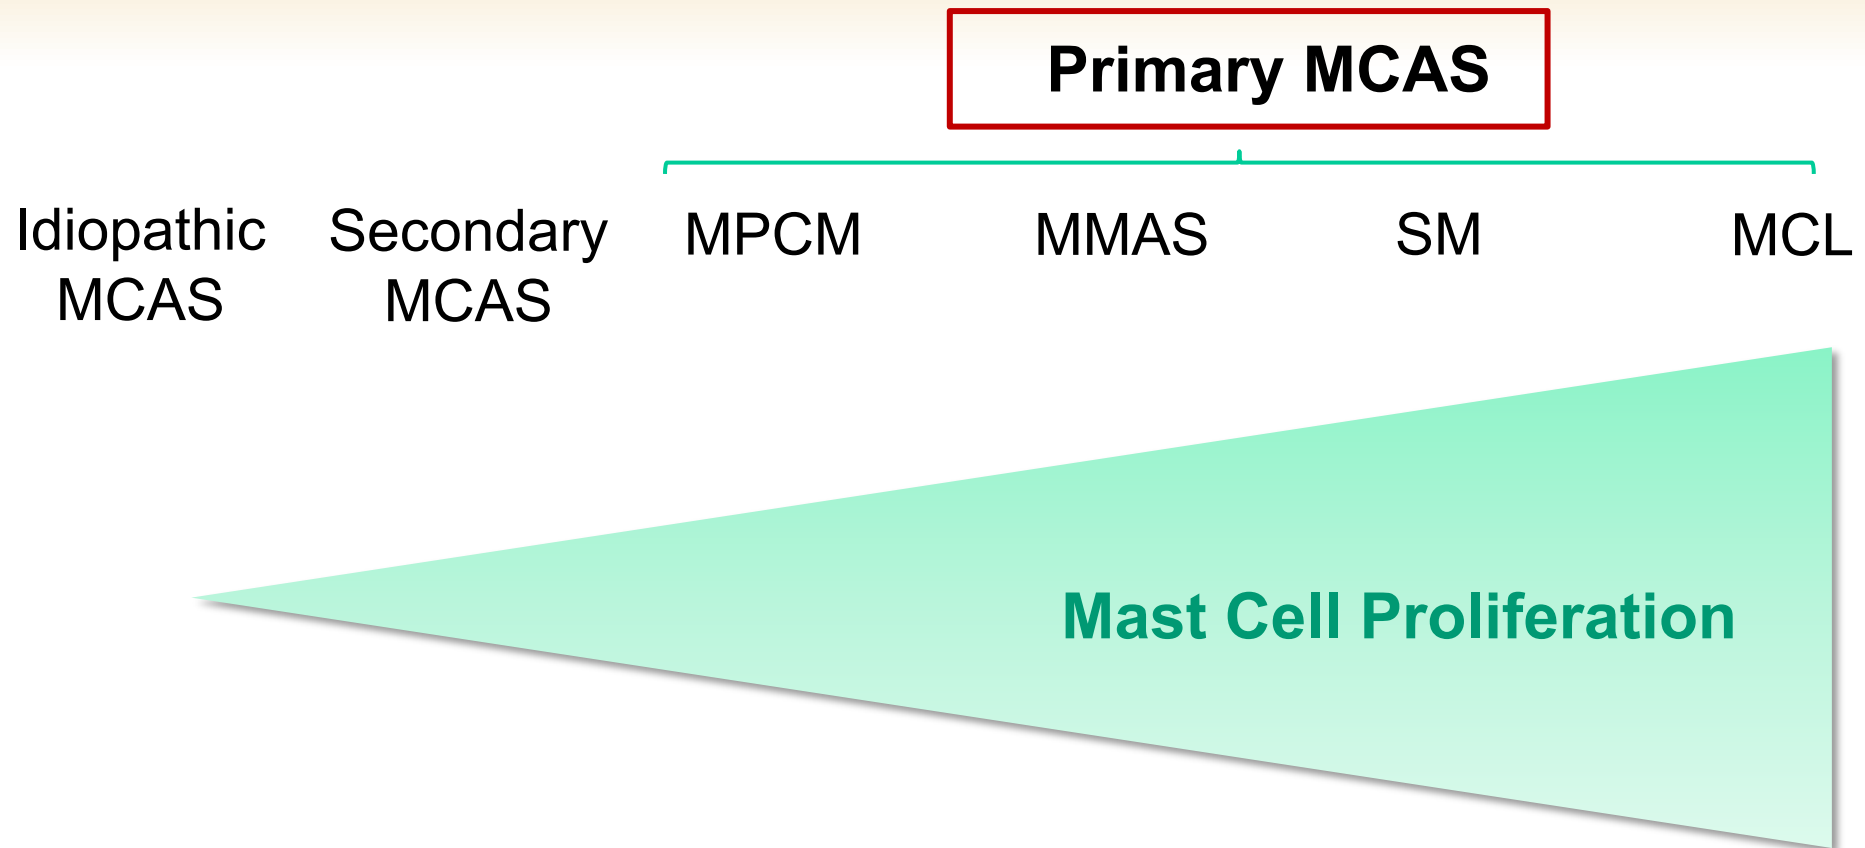 Primary MCAS
Idiopathic
MCAS
Secondary
MCAS
MPCM
MMAS
SM
MCL
Mast Cell Proliferation